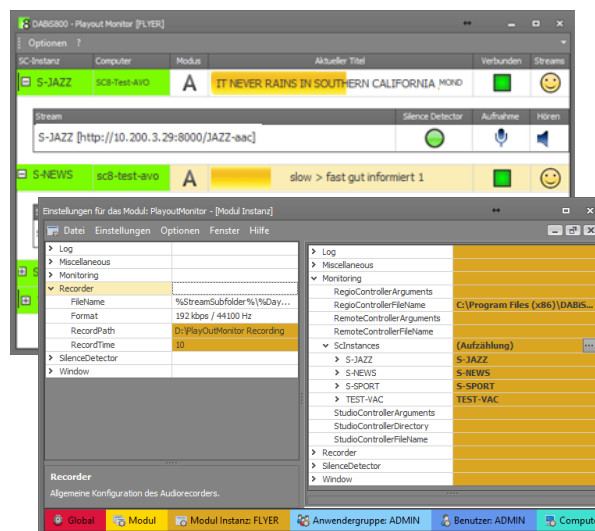 DABiS800 - Playout Monitor [FLYER]
Optionen ?
SC-Instanz Computer Modus Aktueller Titel Verbunden Streams
S-JAZZ SC8-Test-AVO A IT NEVER RAINS IN SOUTHERN CALIFORNIA, MOND
Stream Silence Detector Aufnahme Hören
S-JAZZ [http://10.200.3.29:8000/JAZZ-aac]
S-NEWS sc8-test-avo A slow > fast gut informiert 1
Einstellungen für das Modul: PlayoutMonitor - [Modul Instanz]
Datei Einstellungen Optionen Fenster Hilfe
Log
Miscellaneous
Monitoring
Recorder
FileName %StreamSubfolder%\%Day...
Format 192 kbps / 44100 Hz
RecordPath D:\PlayOutMonitor Recording
RecordTime 10
SilenceDetector
Window
Log
Miscellaneous
Monitoring
RegioControllerArguments
RegioControllerFileName C:\Program Files (x86)\DABiS...
RemoteControllerArguments
RemoteControllerFileName
ScInstances (Aufzählung) ...
S-JAZZ S-JAZZ
S-NEWS S-NEWS
S-SPORT S-SPORT
TEST-VAC TEST-VAC
StudioControllerArguments
StudioControllerDirectory
StudioControllerFileName
Recorder
SilenceDetector
Window
Recorder
Allgemeine Konfiguration des Audiorecorders.
Global Modul Modul Instanz: FLYER Anwendergruppe: ADMIN Benutzer: ADMIN Compute